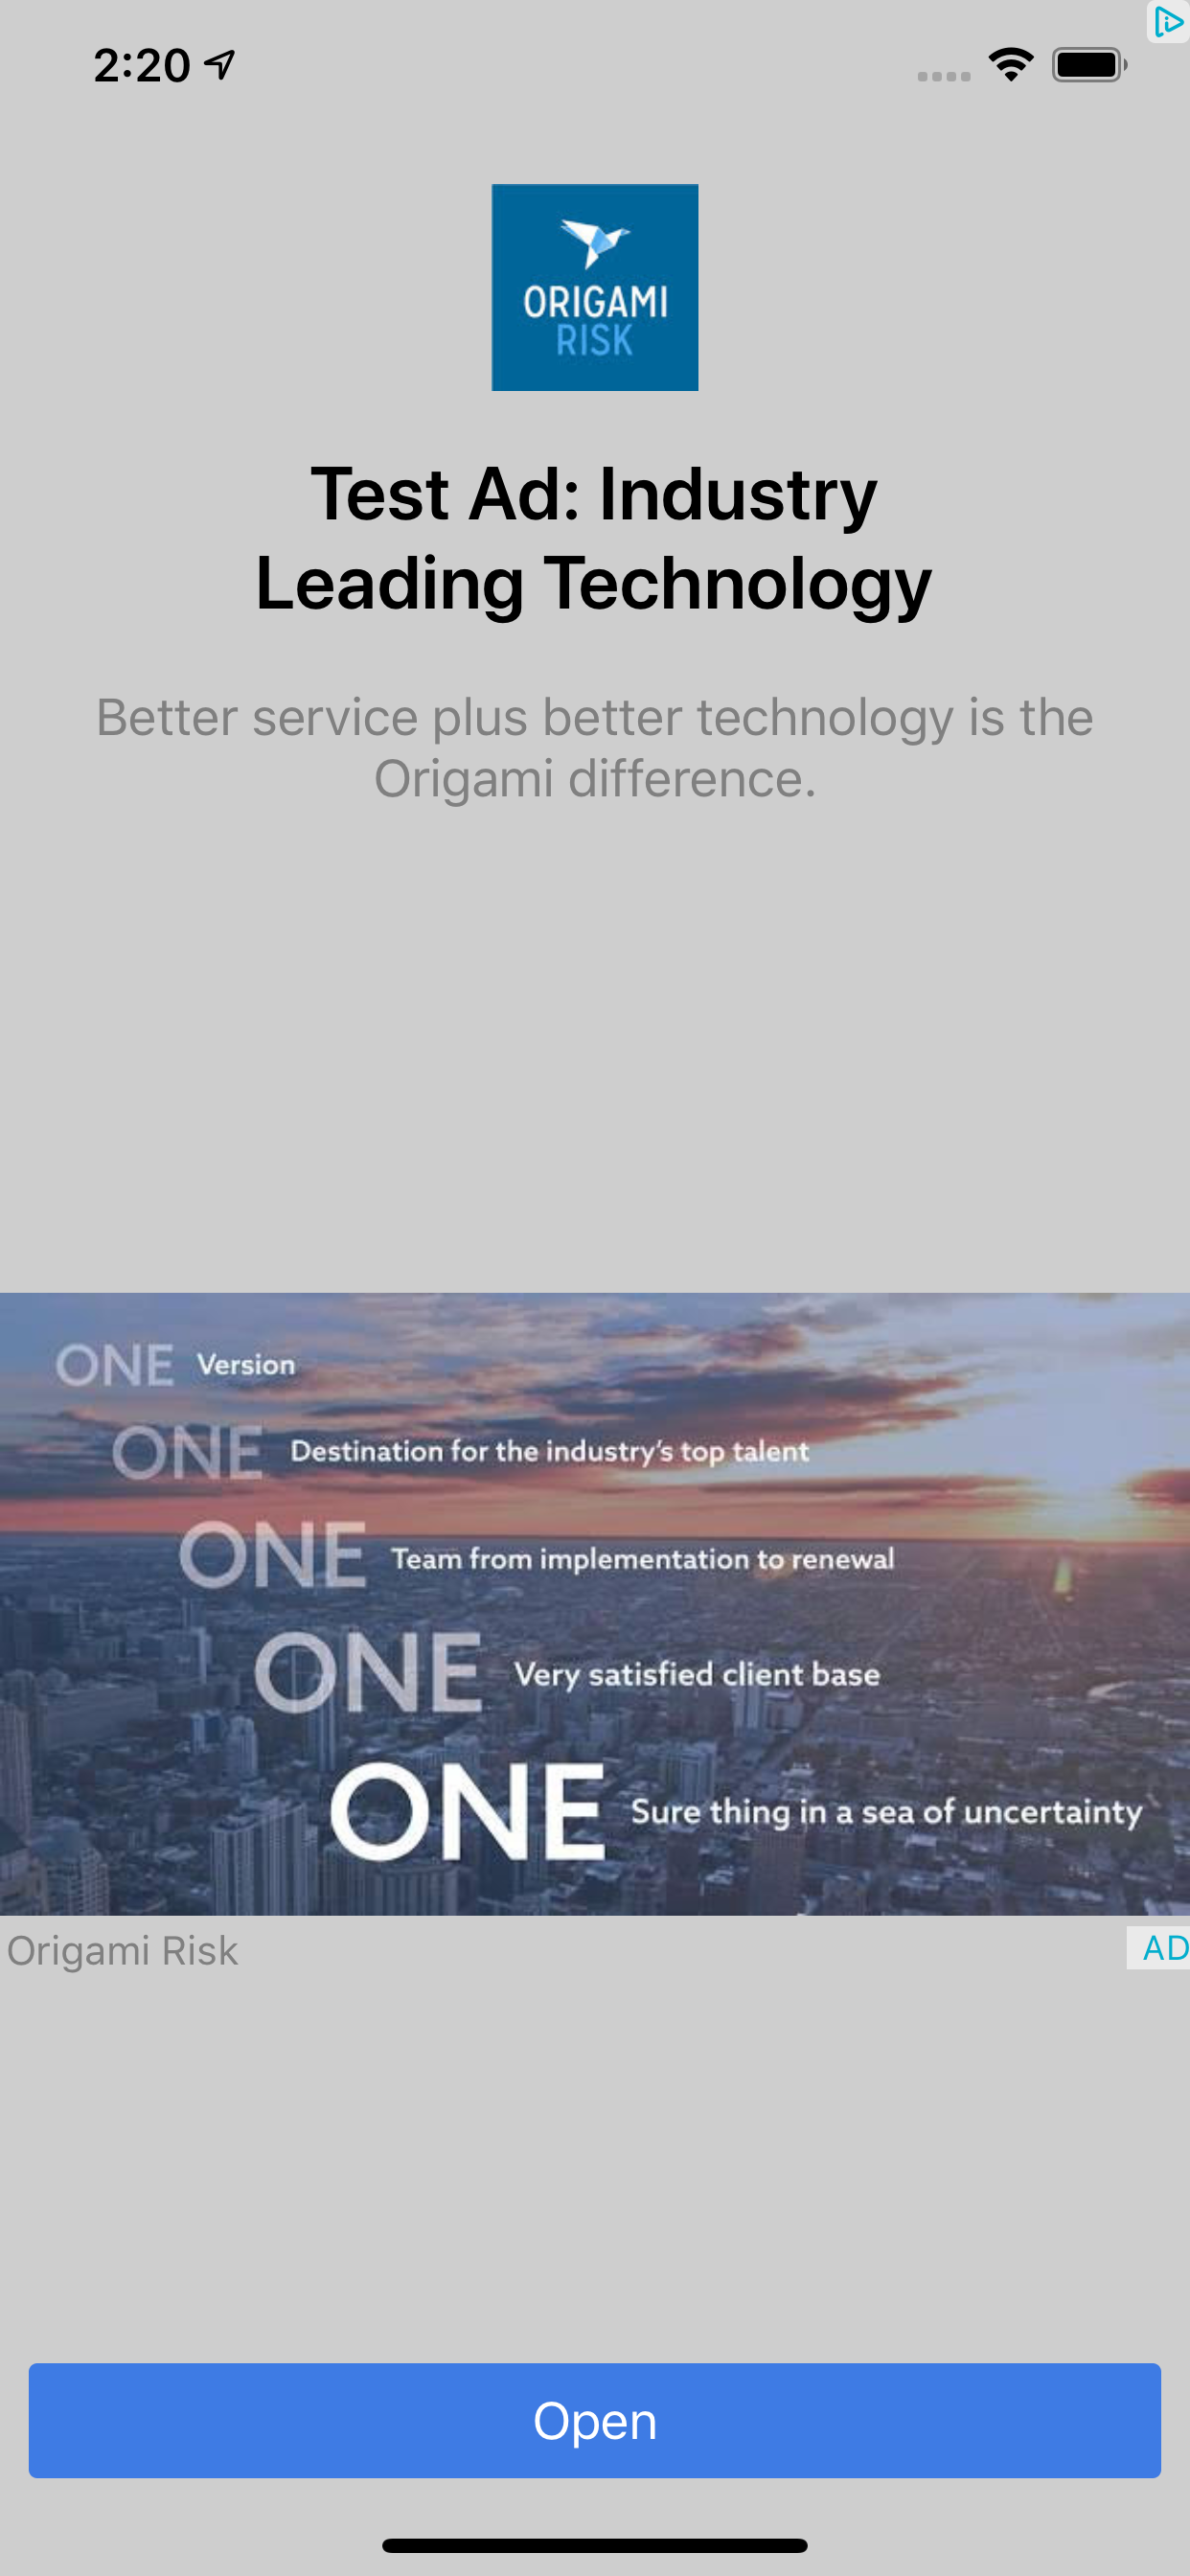 2:20
ORIGAMI
RISK
Test Ad: Industry
Leading Technology
Better service plus better technology is the
Origami difference.
ONE Version
ONE Destination for the industry's top talent
ONE Team from implementation to renewal
ONE Very satisfied client base
ONE Sure thing in a sea of uncertainty
Origami Risk
AD
Open